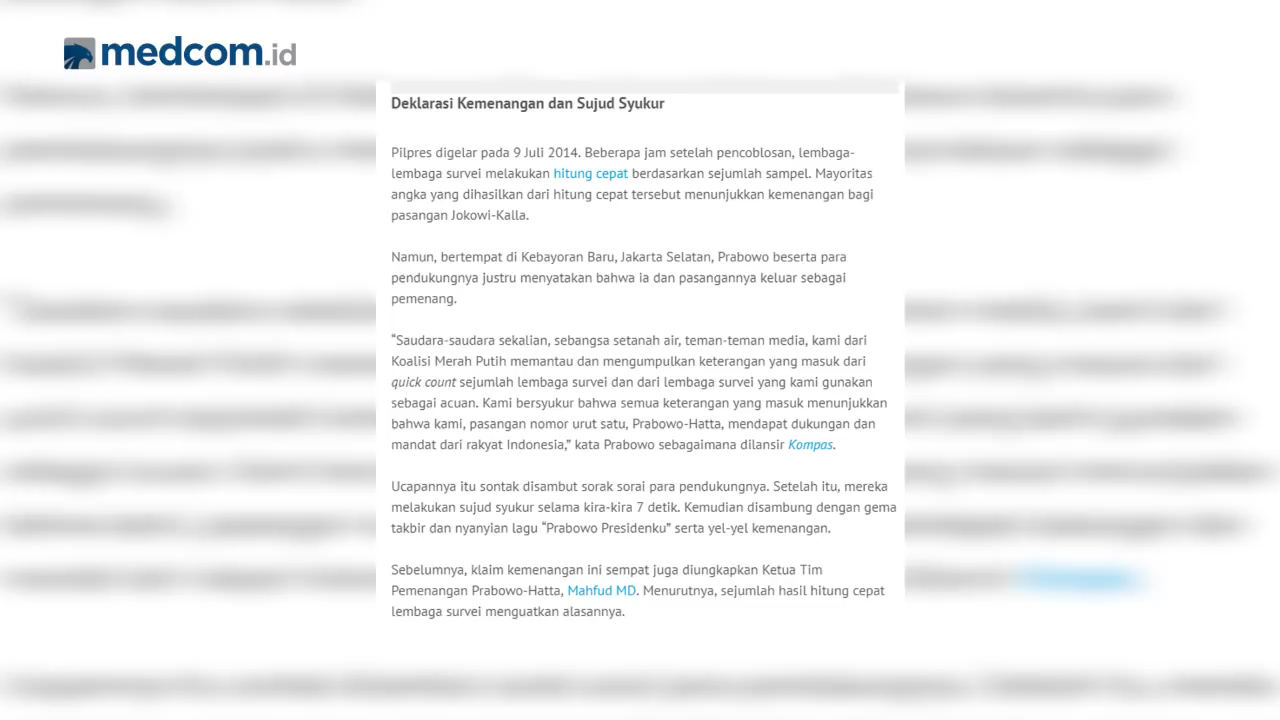 medcom.id
Deklarasi Kemenangan dan Sujud Syukur
Pilpres digelar pada 9 Juli 2014. Beberapa jam setelah pencoblosan, lembaga-
lembaga survei melakukan hitung cepat berdasarkan sejumlah sampel. Mayoritas
angka yang dihasilkan dari hitung cepat tersebut menunjukkan kemenangan bagi
pasangan Jokowi-Kalla.
Namun, bertempat di Kebayoran Baru, Jakarta Selatan, Prabowo beserta para
pendukungnya justru menyatakan bahwa ia dan pasangannya keluar sebagai
pemenang.
“Saudara-saudara sekalian, sebangsa setanah air, teman-teman media, kami dari
Koalisi Merah Putih memantau dan mengumpulkan keterangan yang masuk dari
quick count sejumlah lembaga survei dan dari lembaga survei yang kami gunakan
sebagai acuan. Kami bersyukur bahwa semua keterangan yang masuk menunjukkan
bahwa kami, pasangan nomor urut satu, Prabowo-Hatta, mendapat dukungan dan
mandat dari rakyat Indonesia,” kata Prabowo sebagaimana dilansir Kompas.
Ucapannya itu sontak disambut sorak sorai para pendukungnya. Setelah itu, mereka
melakukan sujud syukur selama kira-kira 7 detik. Kemudian disambung dengan gema
takbir dan nyanyian lagu “Prabowo Presidenku” serta yel-yel kemenangan.
Sebelumnya, klaim kemenangan ini sempat juga diungkapkan Ketua Tim
Pemenangan Prabowo-Hatta, Mahfud MD. Menurutnya, sejumlah hasil hitung cepat
lembaga survei menguatkan alasannya.